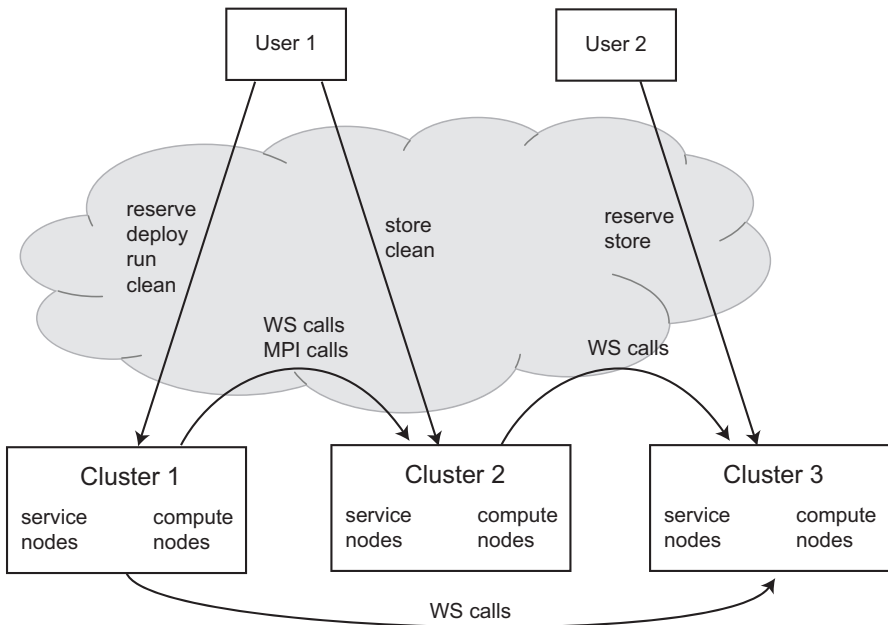 User 1
User 2
reserve
deploy
run
clean
store
clean
reserve
store
WS calls
MPI calls
WS calls
Cluster 1
service
nodes
compute
nodes
Cluster 2
service
nodes
compute
nodes
Cluster 3
service
nodes
compute
nodes
WS calls